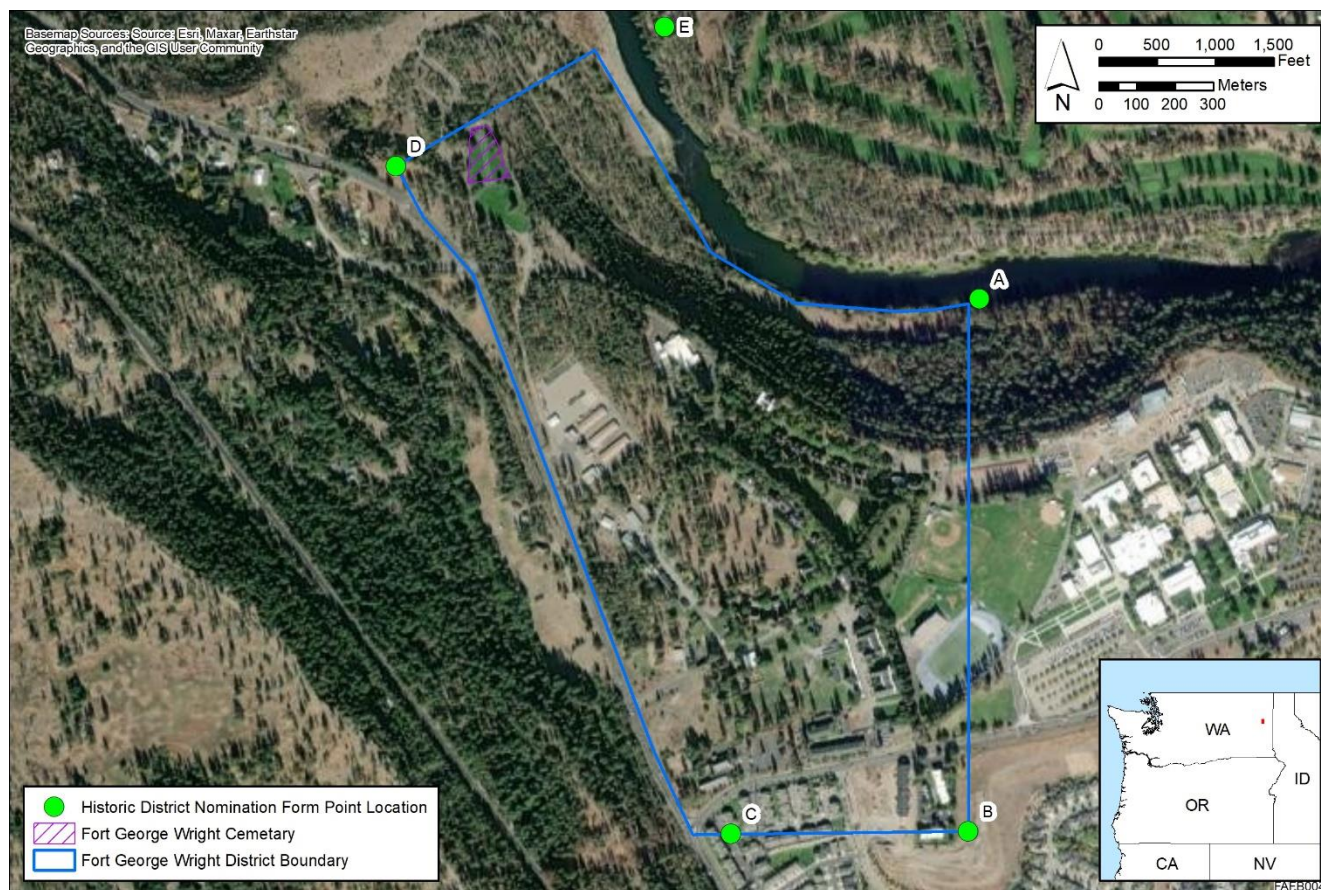 Basemap Sources: Source: Esri, Maxar, Earthstar
Geographics, and the GIS User Community
E
0 500 1,000 1,500
Feet
Meters
0 100 200 300
N
D
A
C
B
Historic District Nomination Form Point Location
Fort George Wright Cemetary
Fort George Wright District Boundary
WA
OR
ID
CA
NV
FAFB004